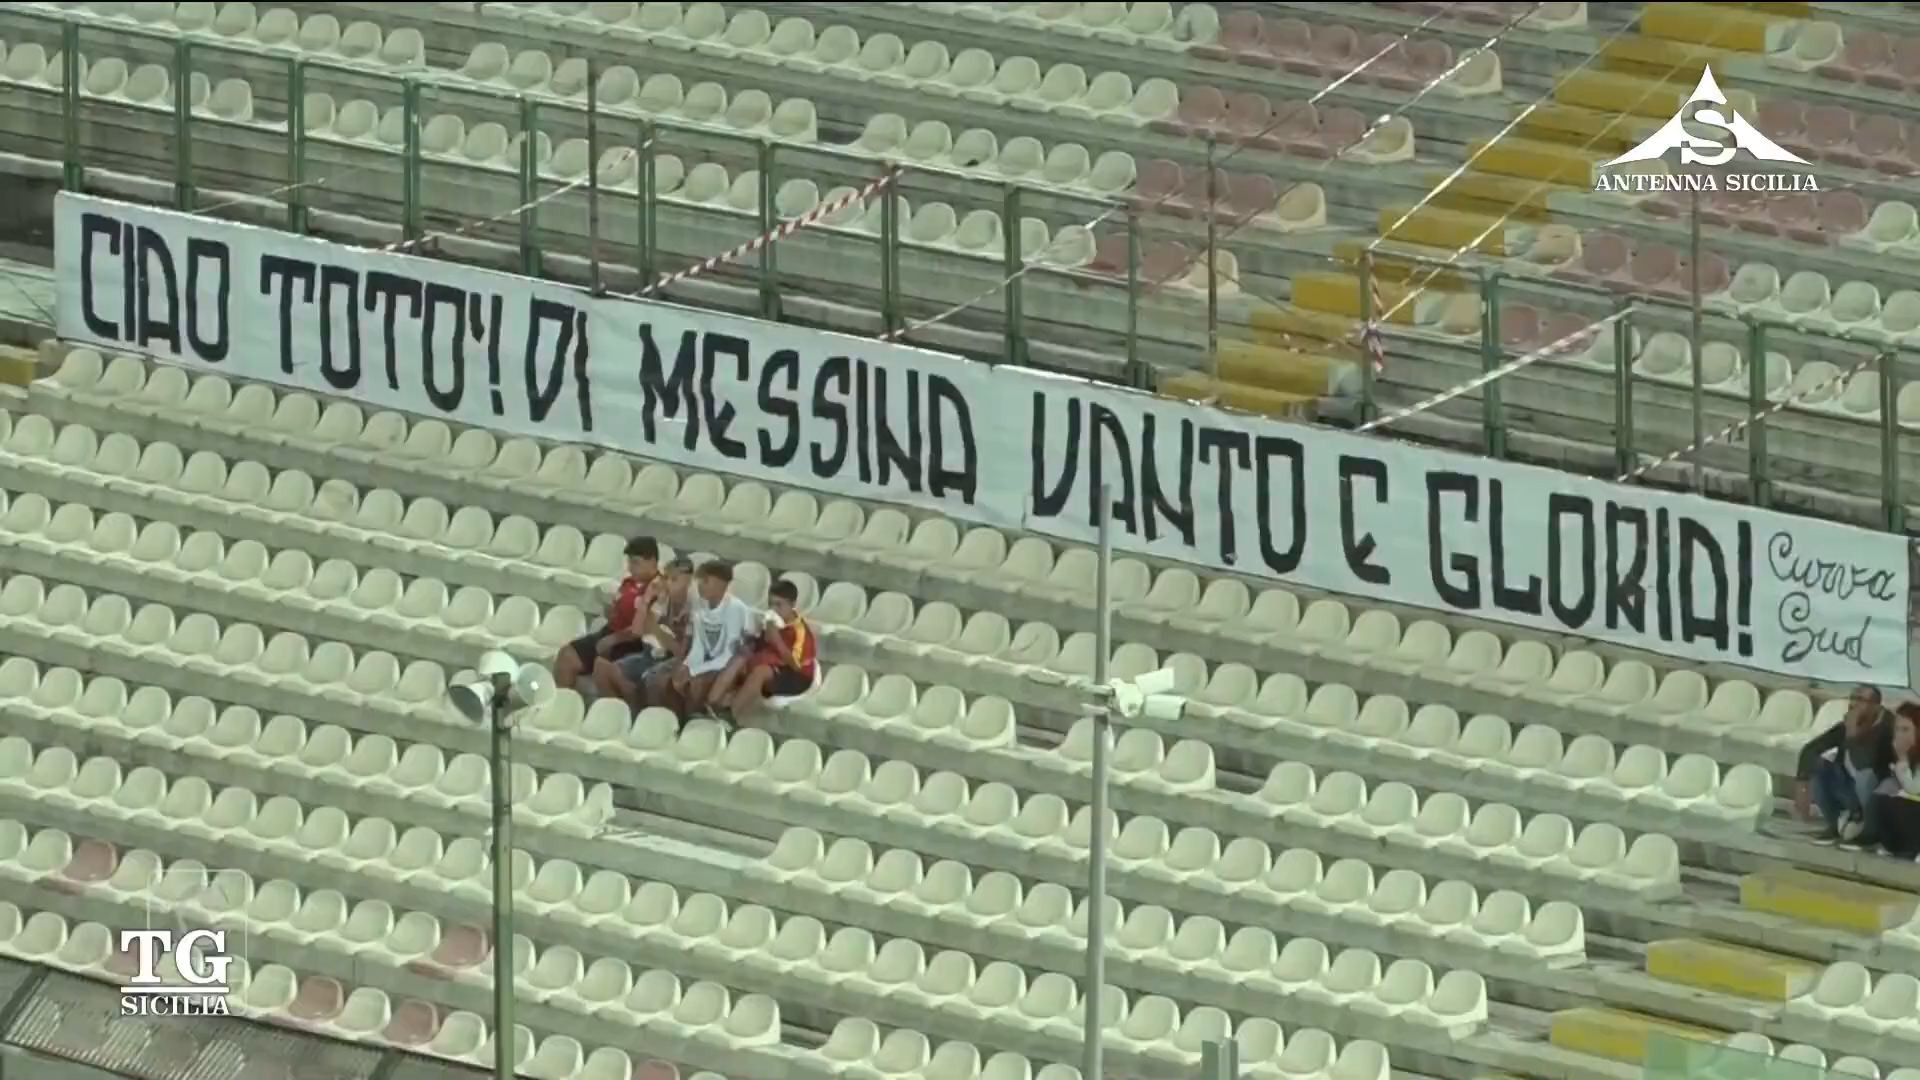 S
ANTENNA SICILIA
CIAO TOTO'! DI MESSINA VANTO E GLORIA!
Curva
Sud
TG
SICILIA